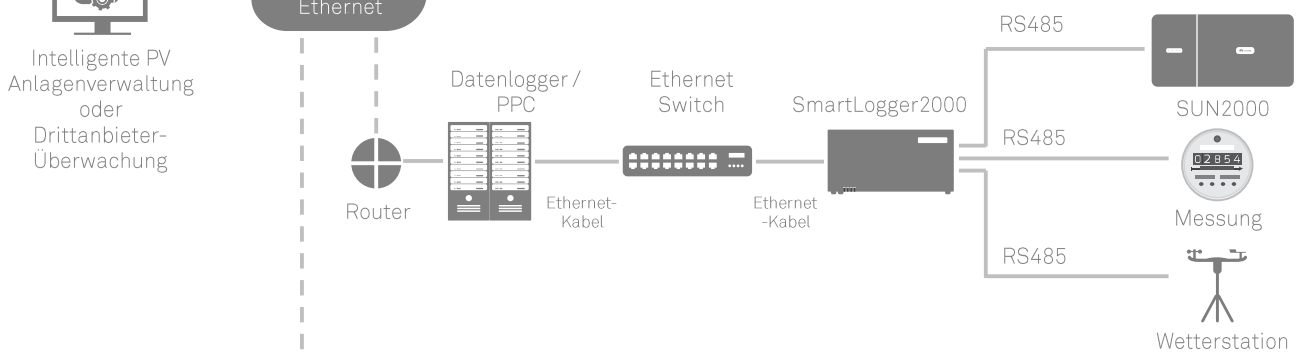 Ethernet
Intelligente PV
Anlagenverwaltung
oder
Drittanbieter-
Überwachung
Router
Datenlogger /
PPC
Ethernet-
Kabel
Ethernet
Switch
Ethernet
-Kabel
SmartLogger2000
RS485
SUN2000
RS485
02854
Messung
RS485
Wetterstation